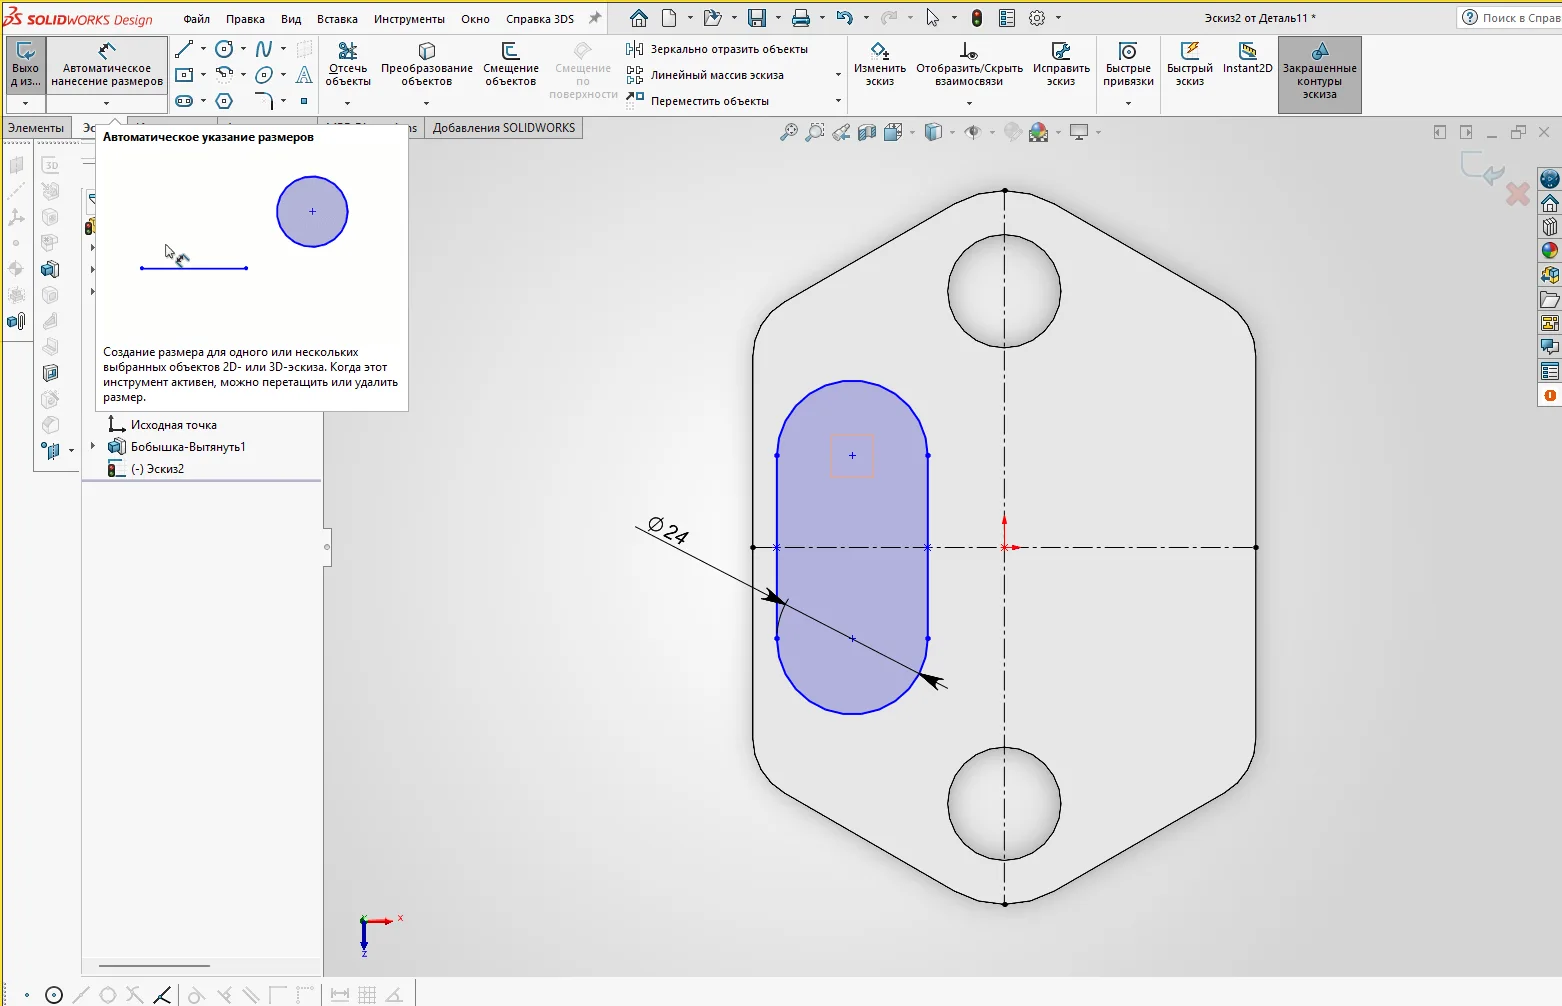 SOLIDWORKS Design
Файл Правка Вид Вставка Инструменты Окно Справка 3DS
Эскиз2 от Деталь11 *
Поиск в Справ
Выхо
д из...
Автоматическое
нанесение размеров
Отсечь
объекты
Преобразование
объектов
Смещение
объектов
Смещение
по
поверхности
Зеркально отразить объекты
Линейный массив эскиза
Переместить объекты
Изменить
эскиз
Отобразить/Скрыть
взаимосвязи
Исправить
эскиз
Быстрые
привязки
Быстрый
эскиз
Instant2D
Закрашенные
контуры
эскиза
Элементы
Добавления SOLIDWORKS
Автоматическое указание размеров
Создание размера для одного или нескольких
выбранных объектов 2D- или 3D-эскиза. Когда этот
инструмент активен, можно перетащить или удалить
размер.
Исходная точка
Бобышка-Вытянуть1
(-) Эскиз2
3D
∅24
X
Z